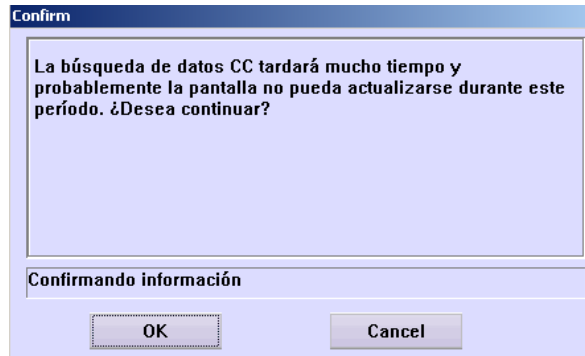 Confirm
La búsqueda de datos CC tardará mucho tiempo y
probablemente la pantalla no pueda actualizarse durante este
período. ¿Desea continuar?
Confirmando información
OK
Cancel